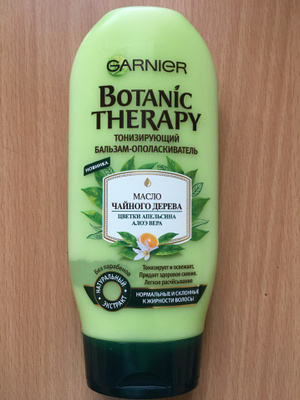 GARNIER
BOTANIC
THERAPY
ТОНИЗИРУЮЩИЙ
БАЛЬЗАМ-ОПОЛАСКИВАТЕЛЬ
НОВИНКА
МАСЛО
ЧАЙНОГО ДЕРЕВА
ЦВЕТКИ АПЕЛЬСИНА
АЛОЭ ВЕРА
Без парабенов
НАТУРАЛЬНЫЙ
ЭКСТРАКТ
Тонизирует и освежает.
Придает здоровое сияние.
Легкое расчёсывание
НОРМАЛЬНЫЕ И СКЛОННЫЕ
К ЖИРНОСТИ ВОЛОСЫ